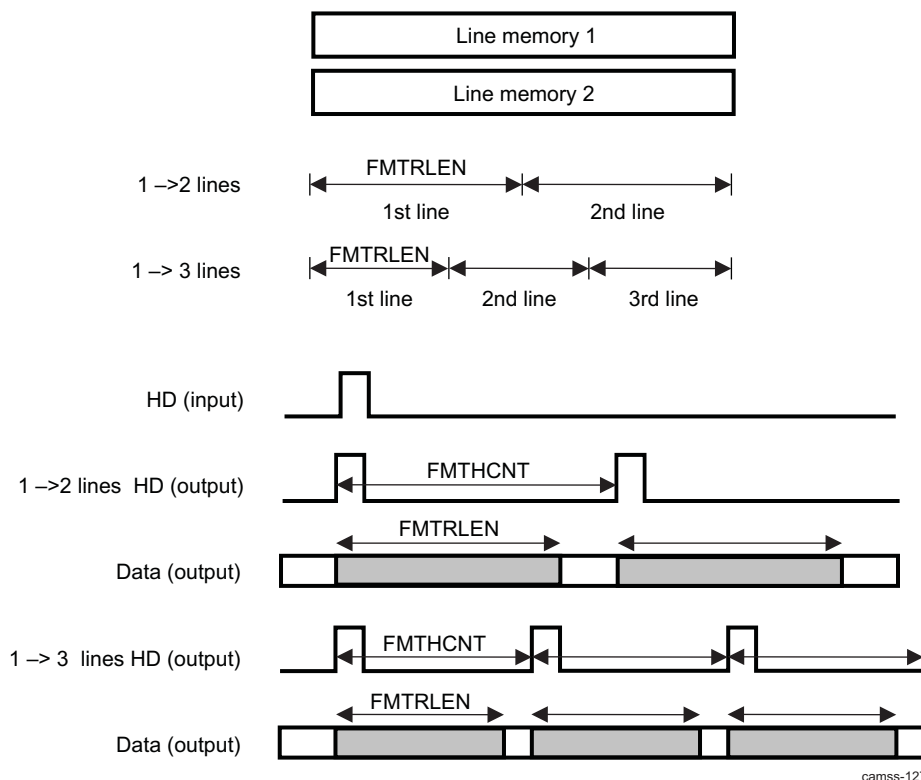 Line memory 1
Line memory 2
1 –>2 lines
FMTRLEN
1st line
2nd line
1 –> 3 lines
FMTRLEN
1st line
2nd line
3rd line
HD (input)
1 –>2 lines HD (output)
FMTHCNT
FMTRLEN
Data (output)
1 –> 3 lines HD (output)
FMTHCNT
FMTRLEN
Data (output)